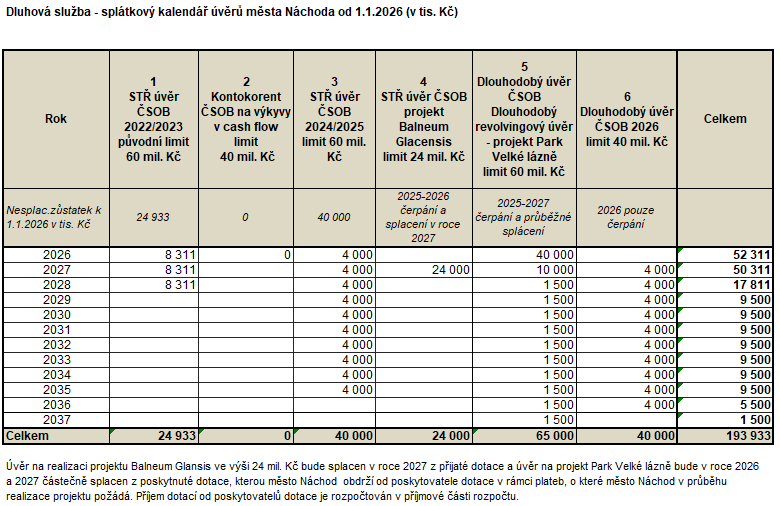 Dluhová služba - splátkový kalendář úvěrů města Náchoda od 1.1.2026 (v tis. Kč)
Rok
1
STŘ úvěr
ČSOB
2022/2023
původní limit
60 mil. Kč
2
Kontokorent
ČSOB na výkyvy
v cash flow
limit
40 mil. Kč
3
STŘ úvěr
ČSOB
2024/2025
limit 60 mil.
Kč
4
STŘ úvěr ČSOB
projekt
Balneum
Glacensis
limit 24 mil. Kč
5
Dlouhodobý úvěr
ČSOB
Dlouhodobý
revolvingový úvěr
- projekt Park
Velké lázně
limit 60 mil. Kč
6
Dlouhodobý úvěr
ČSOB 2026
limit 40 mil. Kč
Celkem
Nesplac.zůstatek k
1.1.2026 v tis. Kč
24 933
0
40 000
2025-2026
čerpání a
splacení v roce
2027
2025-2027
čerpání a průběžné
splácení
2026 pouze
čerpání
2026 8 311 0 4 000 40 000 52 311
2027 8 311 4 000 24 000 10 000 4 000 50 311
2028 8 311 4 000 1 500 4 000 17 811
2029 4 000 1 500 4 000 9 500
2030 4 000 1 500 4 000 9 500
2031 4 000 1 500 4 000 9 500
2032 4 000 1 500 4 000 9 500
2033 4 000 1 500 4 000 9 500
2034 4 000 1 500 4 000 9 500
2035 4 000 1 500 4 000 9 500
2036 1 500 4 000 5 500
2037 1 500 1 500
Celkem 24 933 0 40 000 24 000 65 000 40 000 193 933
Úvěr na realizaci projektu Balneum Glansis ve výši 24 mil. Kč bude splacen v roce 2027 z přijaté dotace a úvěr na projekt Park Velké lázně bude v roce 2026
a 2027 částečně splacen z poskytnuté dotace, kterou město Náchod obdrží od poskytovatele dotace v rámci plateb, o které město Náchod v průběhu
realizace projektu požádá. Příjem dotací od poskytovatelů dotace je rozpočtován v příjmové části rozpočtu.